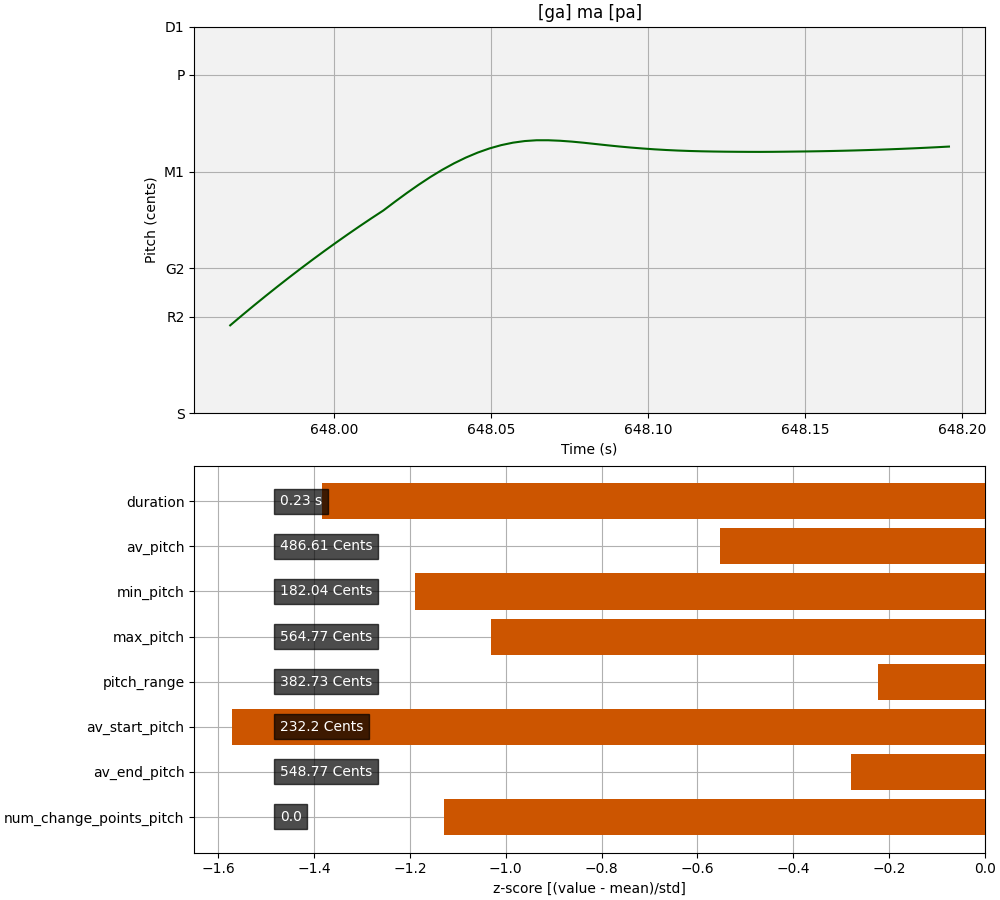 [ga] ma [pa]
D1
P
M1
G2
R2
S
Pitch (cents)
648.00 648.05 648.10 648.15 648.20
Time (s)
duration 0.23 s
av_pitch 486.61 Cents
min_pitch 182.04 Cents
max_pitch 564.77 Cents
pitch_range 382.73 Cents
av_start_pitch 232.2 Cents
av_end_pitch 548.77 Cents
num_change_points_pitch 0.0
−1.6 −1.4 −1.2 −1.0 −0.8 −0.6 −0.4 −0.2 0.0
z-score [(value - mean)/std]